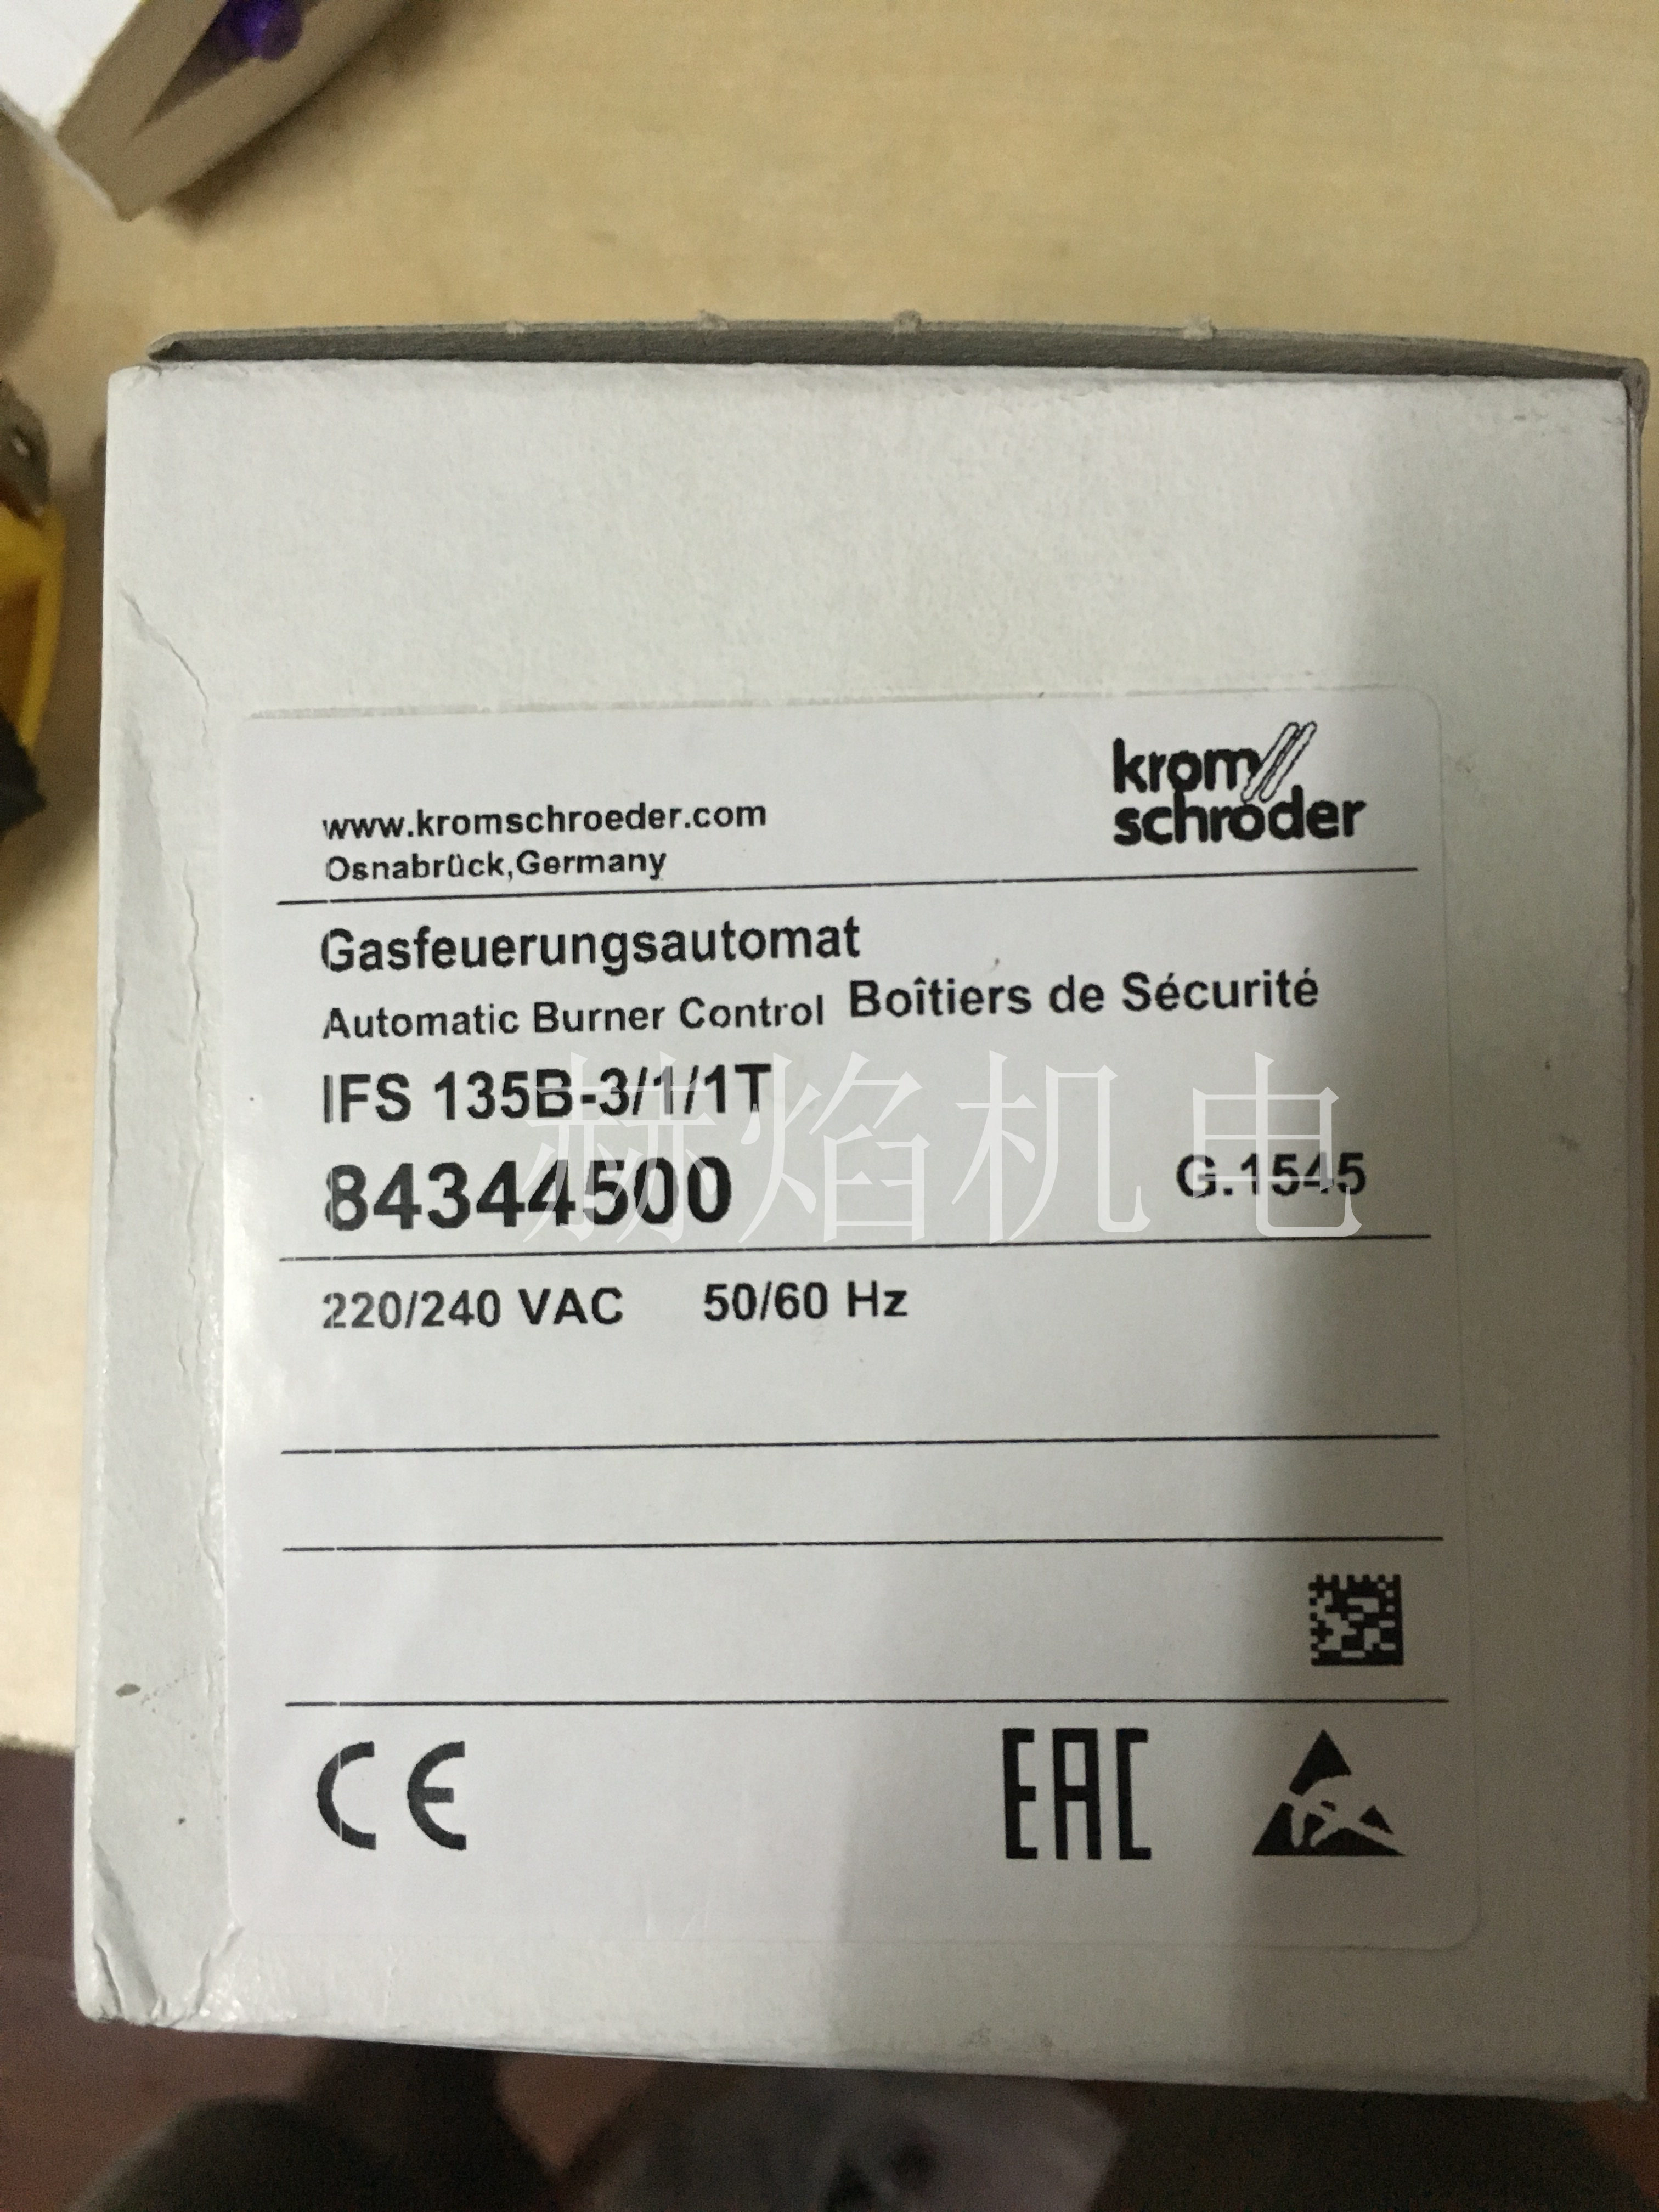 krom
schroder
www.kromschroeder.com
Osnabrück,Germany
Gasfeuerungsautomat
Automatic Burner Control Boîtiers de Sécurité
IFS 135B-3/1/1T
赫焰机电
84344500 G.1545
220/240 VAC 50/60 Hz
CE EAC